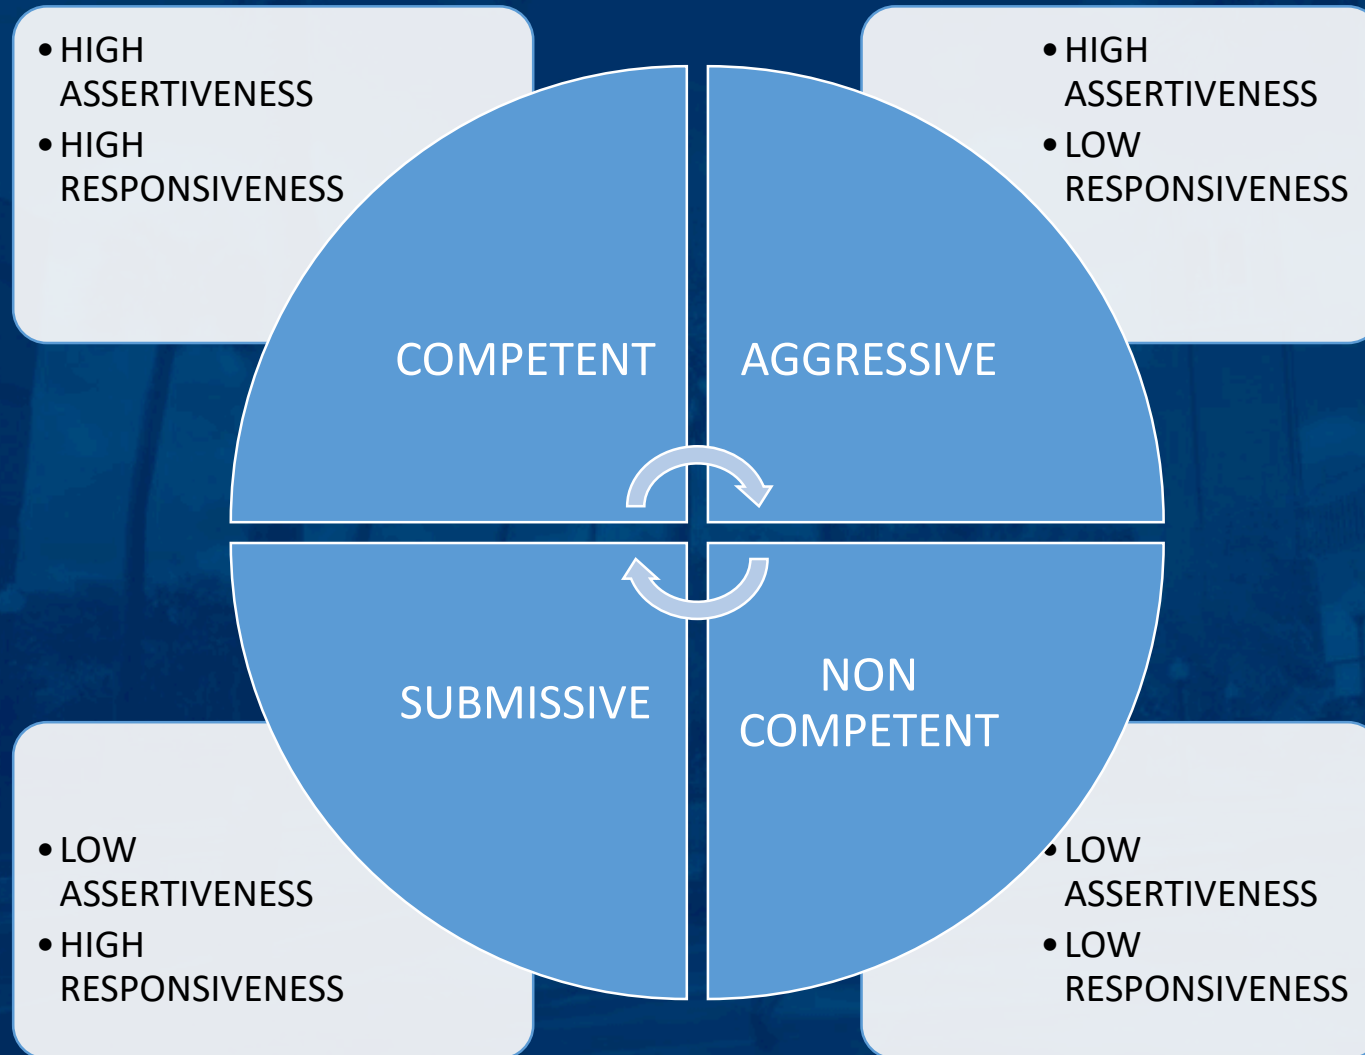 • HIGH
ASSERTIVENESS
• HIGH
RESPONSIVENESS
• HIGH
ASSERTIVENESS
• LOW
RESPONSIVENESS
COMPETENT
AGGRESSIVE
SUBMISSIVE
NON
COMPETENT
• LOW
ASSERTIVENESS
• HIGH
RESPONSIVENESS
• LOW
ASSERTIVENESS
• LOW
RESPONSIVENESS